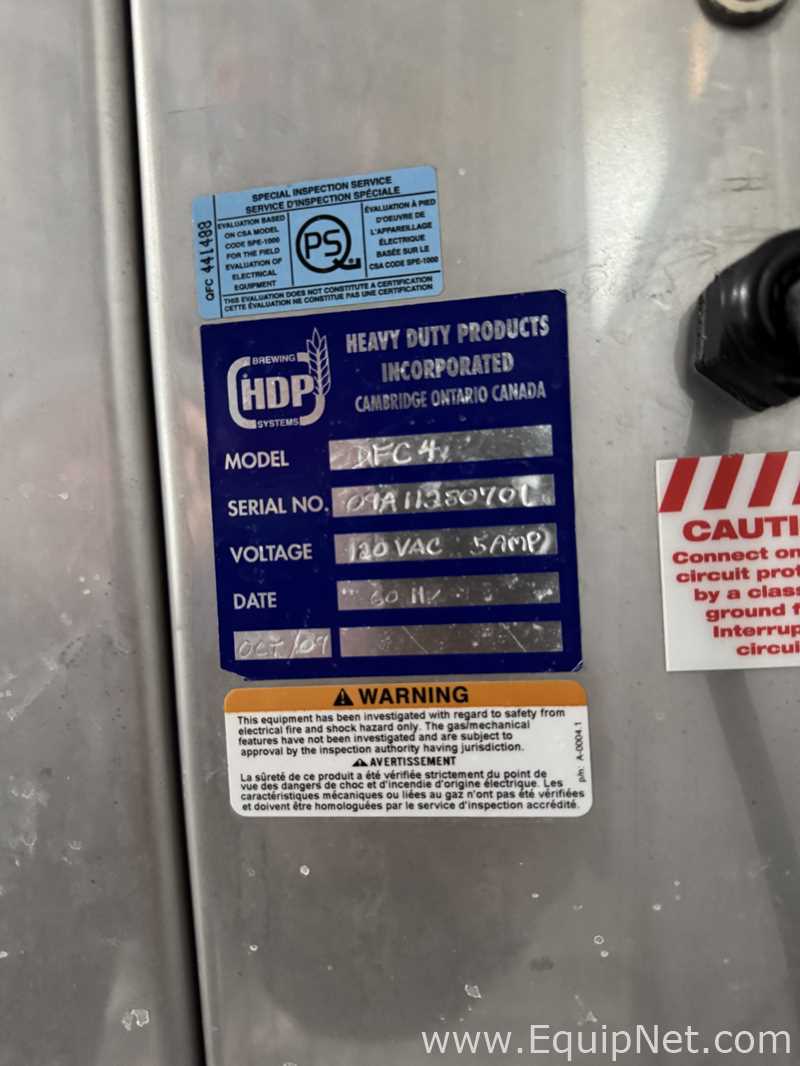 SPECIAL INSPECTION SERVICE
SERVICE D'INSPECTION SPÉCIALE
QFC 441488
EVALUATION BASED
ON CSA MODEL
CODE SPE-1000
FOR THE FIELD
EVALUATION OF
ELECTRICAL
EQUIPMENT
PS
ÉVALUATION À PIED
D'OEUVRE DE
L'APPAREILLAGE
ÉLECTRIQUE
BASÉE SUR LE
CSA CODE SPE-1000
THIS EVALUATION DOES NOT CONSTITUTE A CERTIFICATION
CETTE ÉVALUATION NE CONSTITUE PAS UNE CERTIFICATION
BREWING
HDP
SYSTEMS
HEAVY DUTY PRODUCTS
INCORPORATED
CAMBRIDGE ONTARIO CANADA
MODEL DFC 4
SERIAL NO.
VOLTAGE 120 VAC 5 AMP
DATE 60 Hz
OCT/09
CAUTI
Connect on
circuit prot
by a class
ground f
Interrup
circui
WARNING
This equipment has been investigated with regard to safety from
electrical fire and shock hazard only. The gas/mechanical
features have not been investigated and are subject to
approval by the inspection authority having jurisdiction.
AVERTISSEMENT
La sûreté de ce produit a été vérifiée strictement du point de
vue des dangers de choc et d'incendie d'origine électrique. Les
caractéristiques mécaniques ou liées au gaz n'ont pas été vérifiées
et doivent être homologuées par le service d'inspection accrédité.
p/n: A-0004.1
www.EquipNet.com